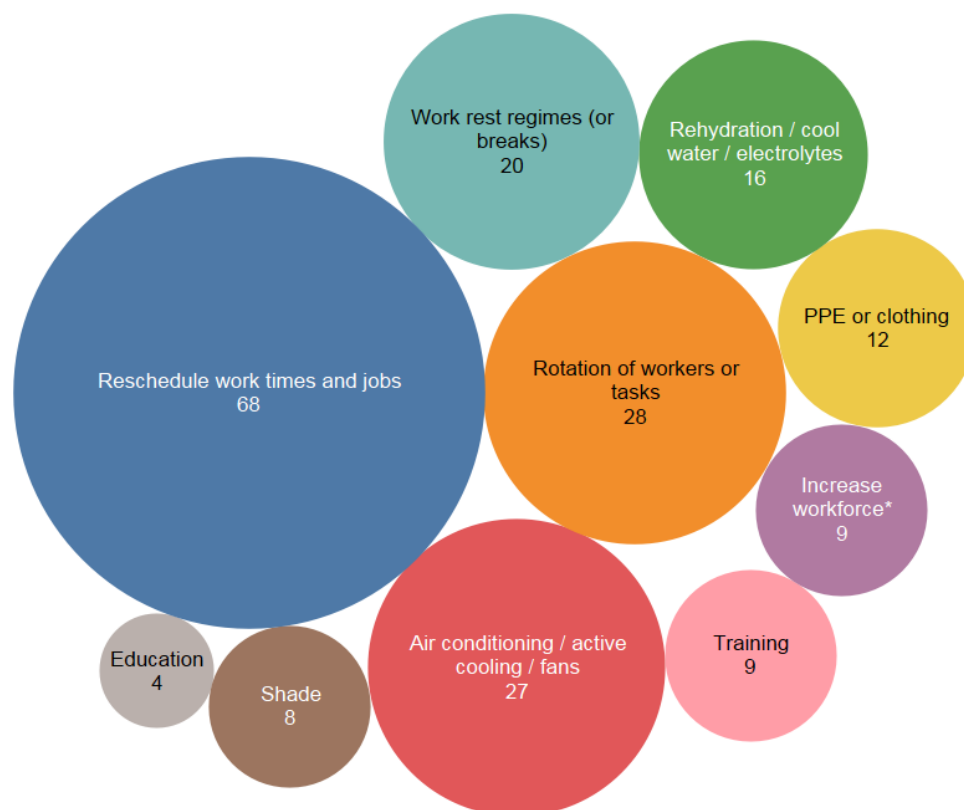 Work rest regimes (or
breaks)
20
Rehydration / cool
water / electrolytes
16
PPE or clothing
12
Reschedule work times and jobs
68
Rotation of workers or
tasks
28
Increase
workforce*
9
Education
4
Shade
8
Air conditioning / active
cooling / fans
27
Training
9